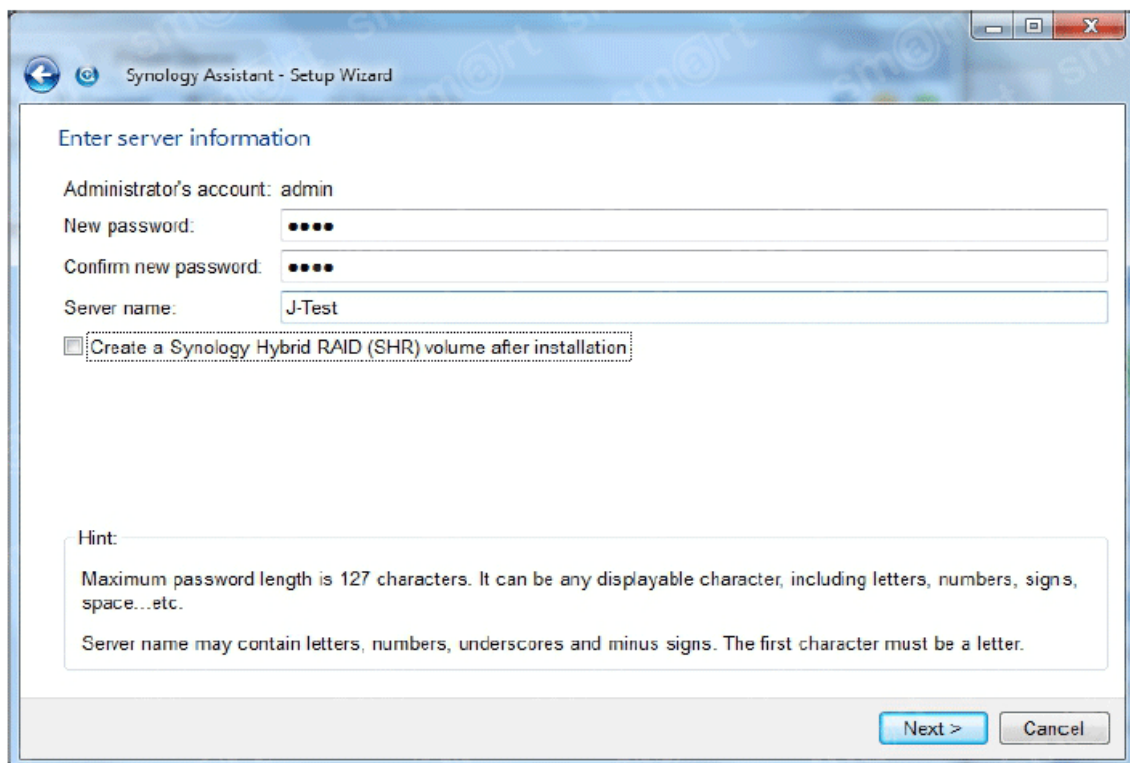 Synology Assistant - Setup Wizard
Enter server information
Administrator's account: admin
New password: ••••
Confirm new password: ••••
Server name: J-Test
Create a Synology Hybrid RAID (SHR) volume after installation
Hint:
Maximum password length is 127 characters. It can be any displayable character, including letters, numbers, signs,
space...etc.
Server name may contain letters, numbers, underscores and minus signs. The first character must be a letter.
Next >
Cancel
sm@rt